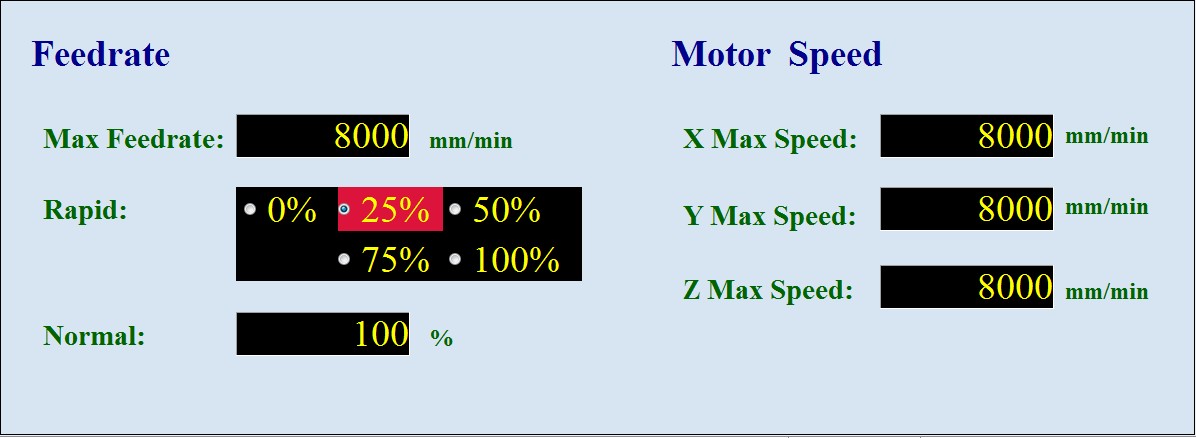 Feedrate
Max Feedrate: 8000 mm/min
Rapid: 0% 25% 50%
75% 100%
Normal: 100 %
Motor Speed
X Max Speed: 8000 mm/min
Y Max Speed: 8000 mm/min
Z Max Speed: 8000 mm/min